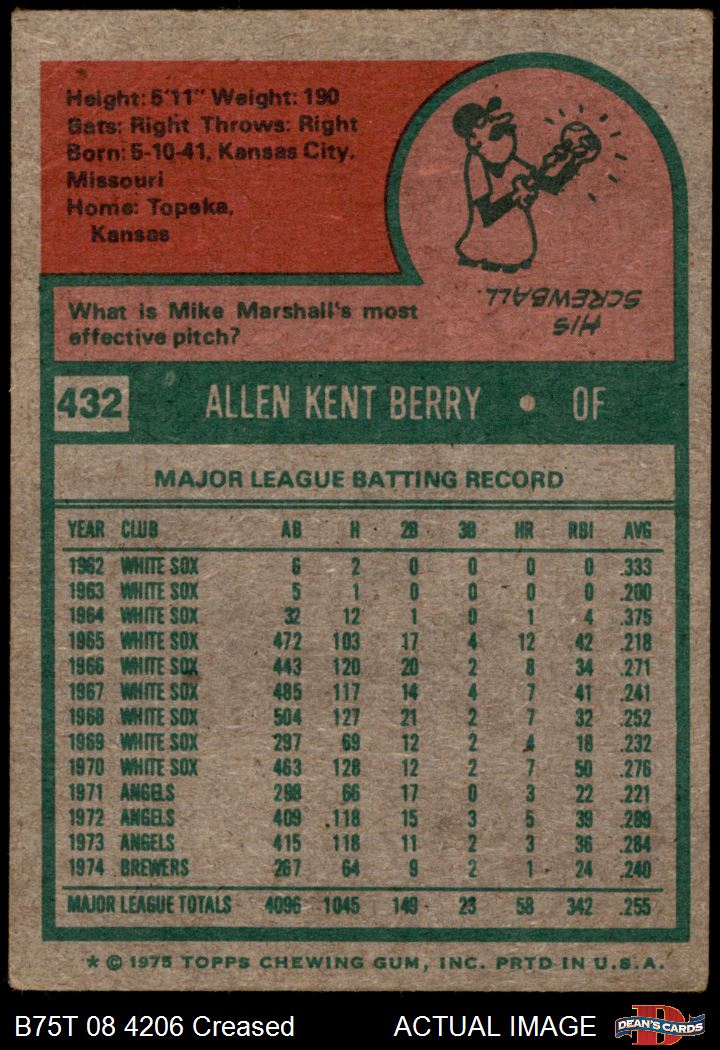 Height: 5'11" Weight: 190
Bats: Right Throws: Right
Born: 5-10-41, Kansas City,
Missouri
Home: Topeka,
Kansas
What is Mike Marshall's most
effective pitch?
HIS
SCREWBALL.
432 ALLEN KENT BERRY • OF
MAJOR LEAGUE BATTING RECORD
YEAR CLUB AB H 2B 3B HR RBI AVG
1962 WHITE SOX 6 2 0 0 0 0 .333
1963 WHITE SOX 5 1 0 0 0 0 .200
1964 WHITE SOX 32 12 1 0 1 4 .375
1965 WHITE SOX 472 103 17 4 12 42 .218
1966 WHITE SOX 443 120 20 2 8 34 .271
1967 WHITE SOX 485 117 14 4 7 41 .241
1968 WHITE SOX 504 127 21 2 7 32 .252
1969 WHITE SOX 297 69 12 2 4 18 .232
1970 WHITE SOX 463 128 12 2 7 50 .276
1971 ANGELS 298 66 17 0 3 22 .221
1972 ANGELS 409 118 15 3 5 39 .289
1973 ANGELS 415 118 11 2 3 36 .284
1974 BREWERS 267 64 9 2 1 24 .240
MAJOR LEAGUE TOTALS 4096 1045 149 23 58 342 .255
* © 1975 TOPPS CHEWING GUM, INC. PRTD IN U.S.A.
B75T 08 4206 Creased ACTUAL IMAGE DEAN'S CARDS